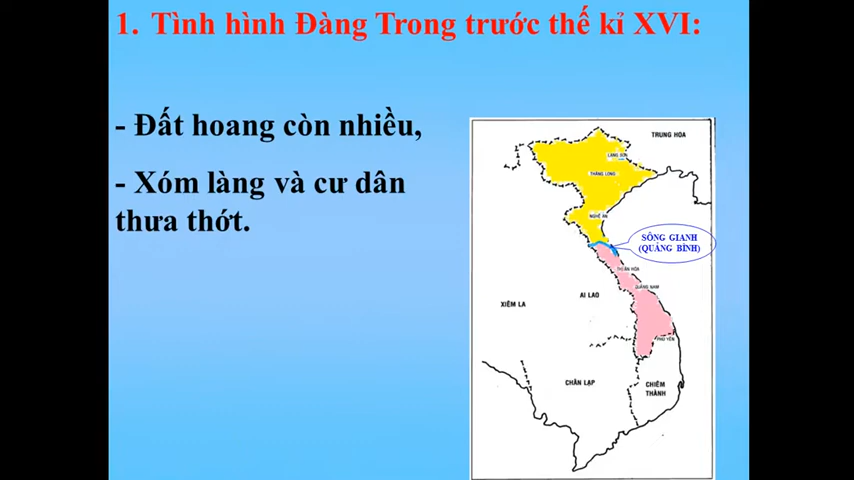 1. Tình hình Đàng Trong trước thế kỉ XVI:
- Đất hoang còn nhiều,
- Xóm làng và cư dân
thưa thớt.
TRUNG HOA
LẠNG SƠN
THĂNG LONG
NGHỆ AN
SÔNG GIANH
(QUẢNG BÌNH)
THUẬN HÓA
QUẢNG NAM
AI LAO
XIÊM LA
PHÚ YÊN
CHÂN LẠP
CHIÊM
THÀNH